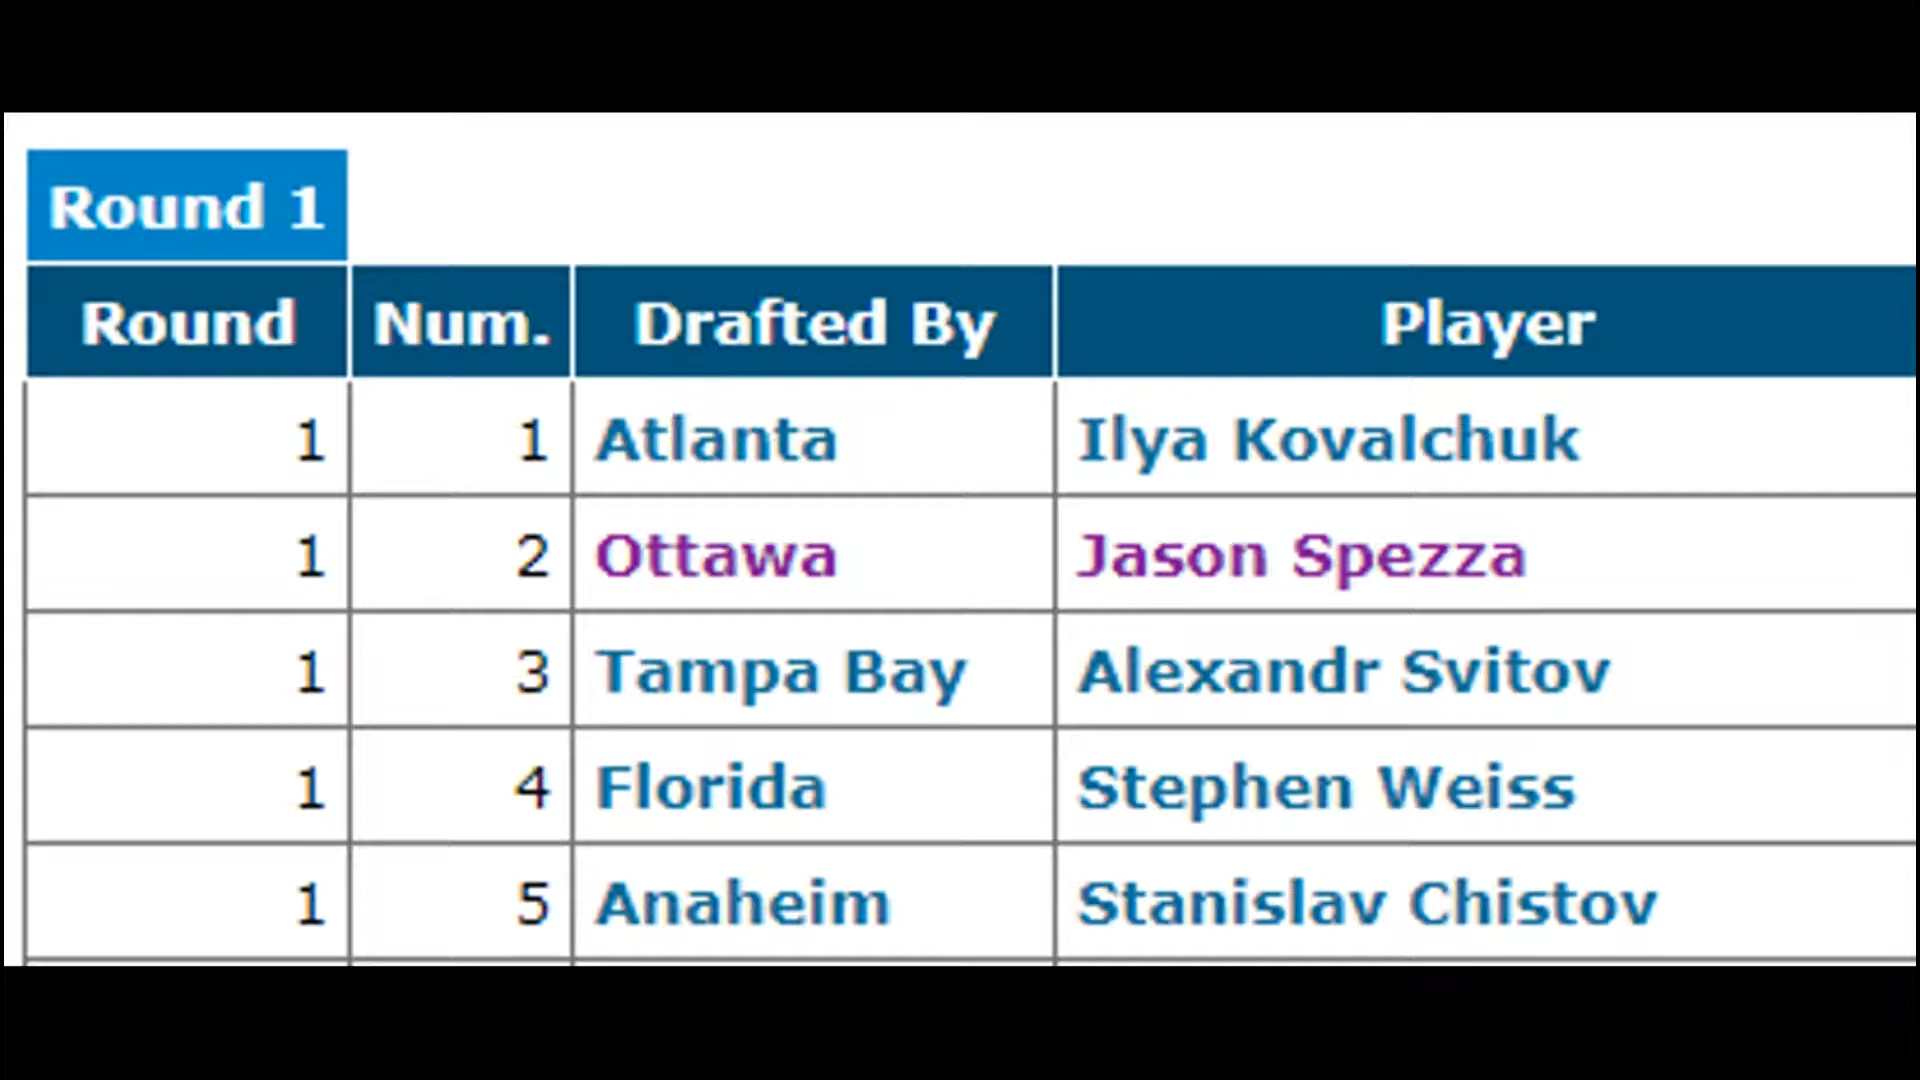 Round 1
Round Num. Drafted By Player
1 1 Atlanta Ilya Kovalchuk
1 2 Ottawa Jason Spezza
1 3 Tampa Bay Alexandr Svitov
1 4 Florida Stephen Weiss
1 5 Anaheim Stanislav Chistov